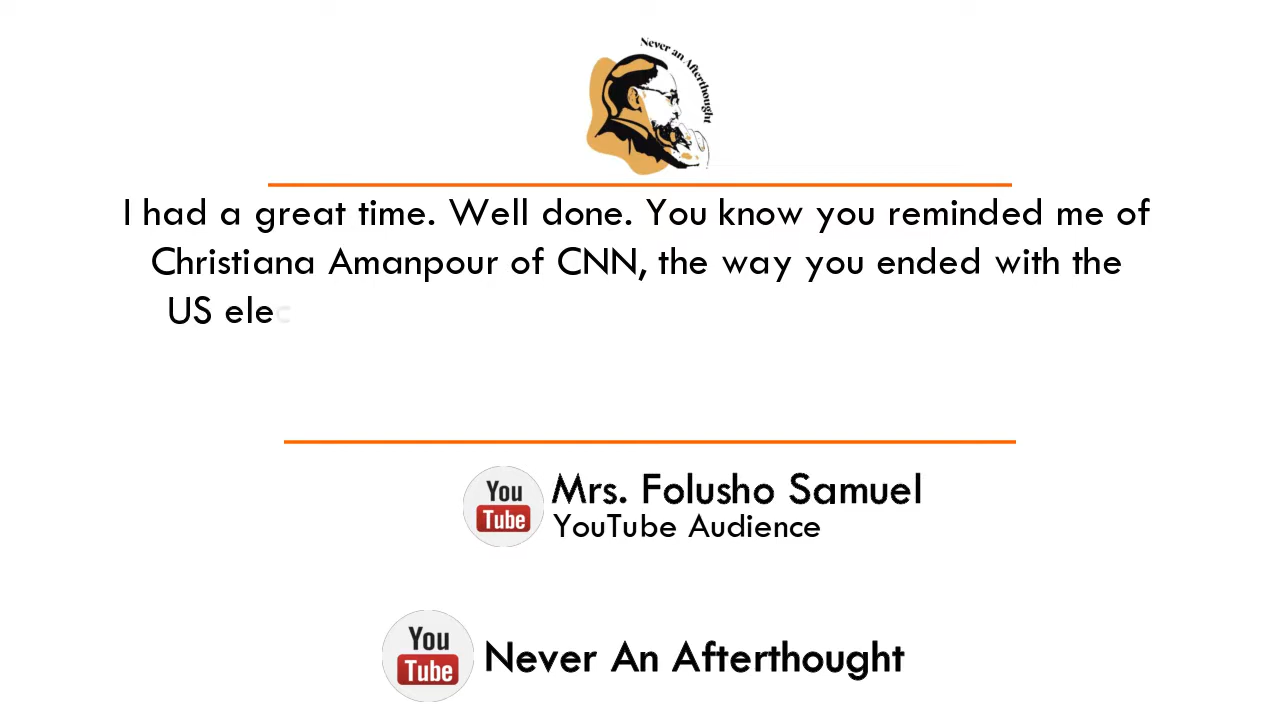 Never an Afterthought
I had a great time. Well done. You know you reminded me of
Christiana Amanpour of CNN, the way you ended with the
US elec
You
Tube
Mrs. Folusho Samuel
YouTube Audience
You
Tube
Never An Afterthought